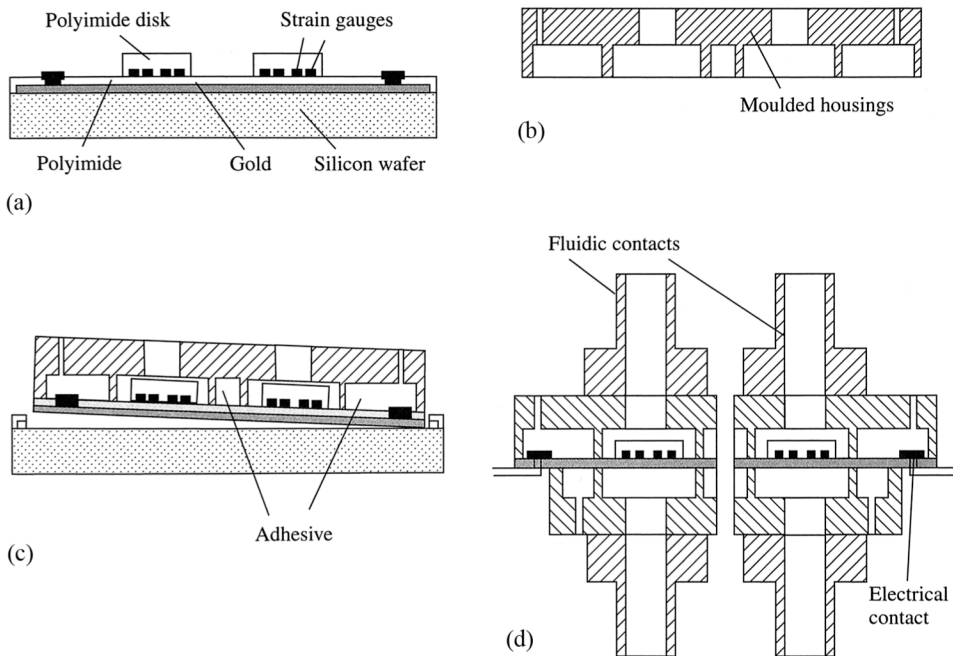 Polyimide disk
Strain gauges
Polyimide
Gold
Silicon wafer
(a)
Moulded housings
(b)
Adhesive
(c)
Fluidic contacts
Electrical
contact
(d)